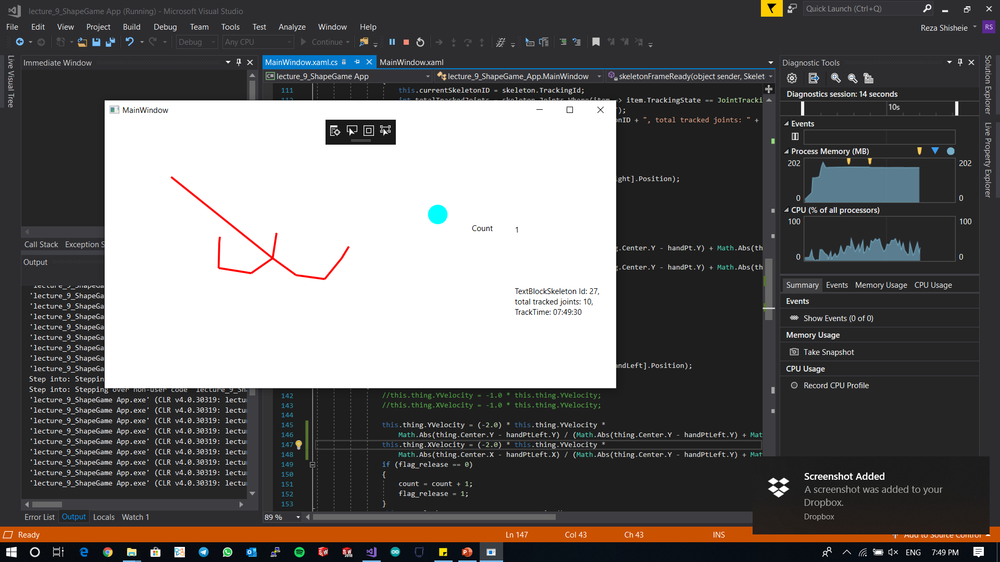 lecture_9_ShapeGame App (Running) - Microsoft Visual Studio
Quick Launch (Ctrl+Q)
File Edit View Project Build Debug Team Tools Test Analyze Window Help
Reza Shisheie RS
Debug Any CPU Continue
Live Visual Tree
Immediate Window
MainWindow.xaml.cs MainWindow.xaml
C# lecture_9_ShapeGame App lecture_9_ShapeGame_App.MainWindow skeletonFrameReady(object sender, Skelet
111 this.currentSkeletonID = skeleton.TrackingId;
item => item.TrackingState == JointTracki
);
onID + ", total tracked joints: " +
ight].Position);
g.Center.Y - handPt.Y) + Math.Abs(th
g.Center.Y - handPt.Y) + Math.Abs(th
andLeft].Position);
142 //this.thing.YVelocity = -1.0 * this.thing.YVelocity;
143 //this.thing.XVelocity = -1.0 * this.thing.YVelocity;
144
145 this.thing.YVelocity = (-2.0) * this.thing.YVelocity *
146 Math.Abs(thing.Center.Y - handPtLeft.Y) / (Math.Abs(thing.Center.Y - handPtLeft.Y) + Mat
147 this.thing.XVelocity = (-2.0) * this.thing.YVelocity *
148 Math.Abs(thing.Center.X - handPtLeft.X) / (Math.Abs(thing.Center.Y - handPtLeft.Y) + Mat
149 if (flag_release == 0)
150 {
151 count = count + 1;
152 flag_release = 1;
153 }
89 %
MainWindow
Count 1
TextBlockSkeleton Id: 27,
total tracked joints: 10,
TrackTime: 07:49:30
Call Stack Exception S
Output
'lecture_9_ShapeGa
'lecture_9_ShapeGa
'lecture_9_ShapeGa
'lecture_9_ShapeGa
'lecture_9_ShapeGa
'lecture_9_ShapeGa
'lecture_9_ShapeGa
'lecture_9_ShapeGa
'lecture_9_ShapeGa
Step into: Steppin
Step into: Stepping over non-user code 'lecture_9_Sha
'lecture_9_ShapeGame App.exe' (CLR v4.0.30319: lectu
'lecture_9_ShapeGame App.exe' (CLR v4.0.30319: lectu
'lecture_9_ShapeGame App.exe' (CLR v4.0.30319: lectu
'lecture_9_ShapeGame App.exe' (CLR v4.0.30319: lectu
'lecture_9_ShapeGame App.exe' (CLR v4.0.30319: lectu
'lecture_9_ShapeGame App.exe' (CLR v4.0.30319: lectu
'lecture_9_ShapeGame App.exe' (CLR v4.0.30319: lectu
'lecture_9_ShapeGame App.exe' (CLR v4.0.30319: lectu
'lecture_9_ShapeGame App.exe' (CLR v4.0.30319: lectu
Error List Output Locals Watch 1
Diagnostic Tools
Diagnostics session: 14 seconds
10s
Events
Process Memory (MB)
202 202
0 0
CPU (% of all processors)
100 100
0 0
Summary Events Memory Usage CPU Usage
Events
Show Events (0 of 0)
Memory Usage
Take Snapshot
CPU Usage
Record CPU Profile
Solution Explorer
Live Property Explorer
Screenshot Added
A screenshot was added to your
Dropbox.
Dropbox
Ready Ln 147 Col 43 Ch 43 INS Add to Source Control
SW SW 2018 ENG 7:49 PM